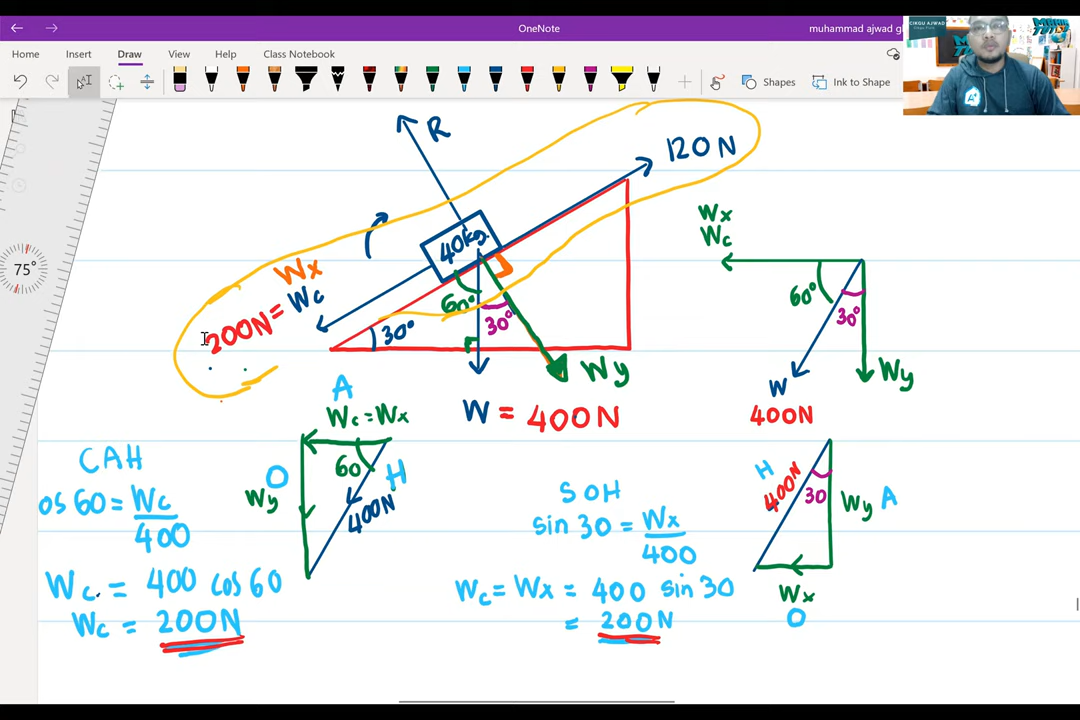 OneNote
muhammad ajwad g
CIKGU AJWAD
Home Insert Draw View Help Class Notebook
Shapes Ink to Shape
R
120N
40kg
Wx
200N = Wc
60°
30°
30°
Wy
W = 400N
75°
Wx
Wc
60°
30°
W
400N
Wy
A
Wc = Wx
60
O
Wy
H
400N
CAH
os 60 = Wc
400
Wc = 400 cos 60
Wc = 200N
SOH
sin 30 = Wx
400
Wc = Wx = 400 sin 30
= 200N
H
400N
30
Wy A
Wx
O